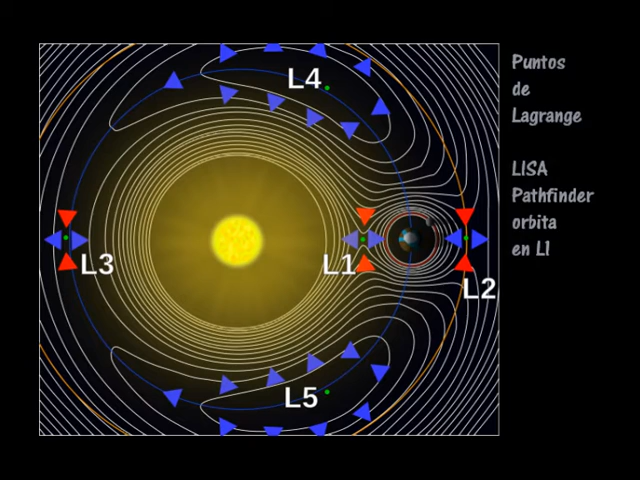 Puntos
de
Lagrange
LISA
Pathfinder
orbita
en L1
L4
L3
L1
L2
L5